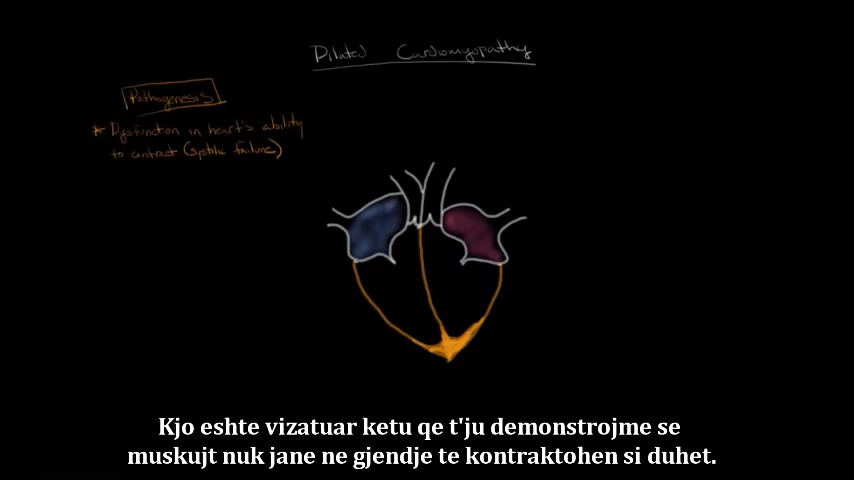 Dilated Cardiomyopathy
Pathogenesis
* Dysfunction in heart's ability
to contract (systolic failure)
Kjo eshte vizatuar ketu qe t'ju demonstrojme se
muskujt nuk jane ne gjendje te kontraktohen si duhet.